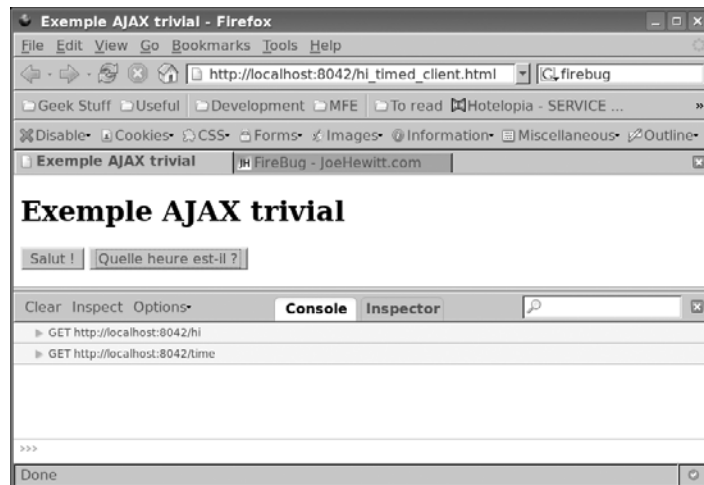 Exemple AJAX trivial - Firefox
File Edit View Go Bookmarks Tools Help
http://localhost:8042/hi_timed_client.html firebug
Geek Stuff Useful Development MFE To read Hotelopia - SERVICE ... »
Disable Cookies CSS Forms Images Information Miscellaneous Outline
Exemple AJAX trivial JH FireBug - JoeHewitt.com
Exemple AJAX trivial
Salut ! Quelle heure est-il ?
Clear Inspect Options Console Inspector
GET http://localhost:8042/hi
GET http://localhost:8042/time
>>>
Done